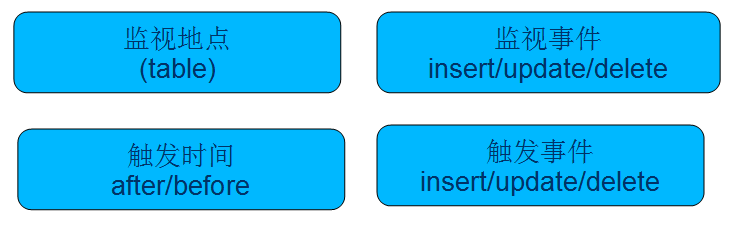 监视地点
(table)
监视事件
insert/update/delete
触发时间
after/before
触发事件
insert/update/delete